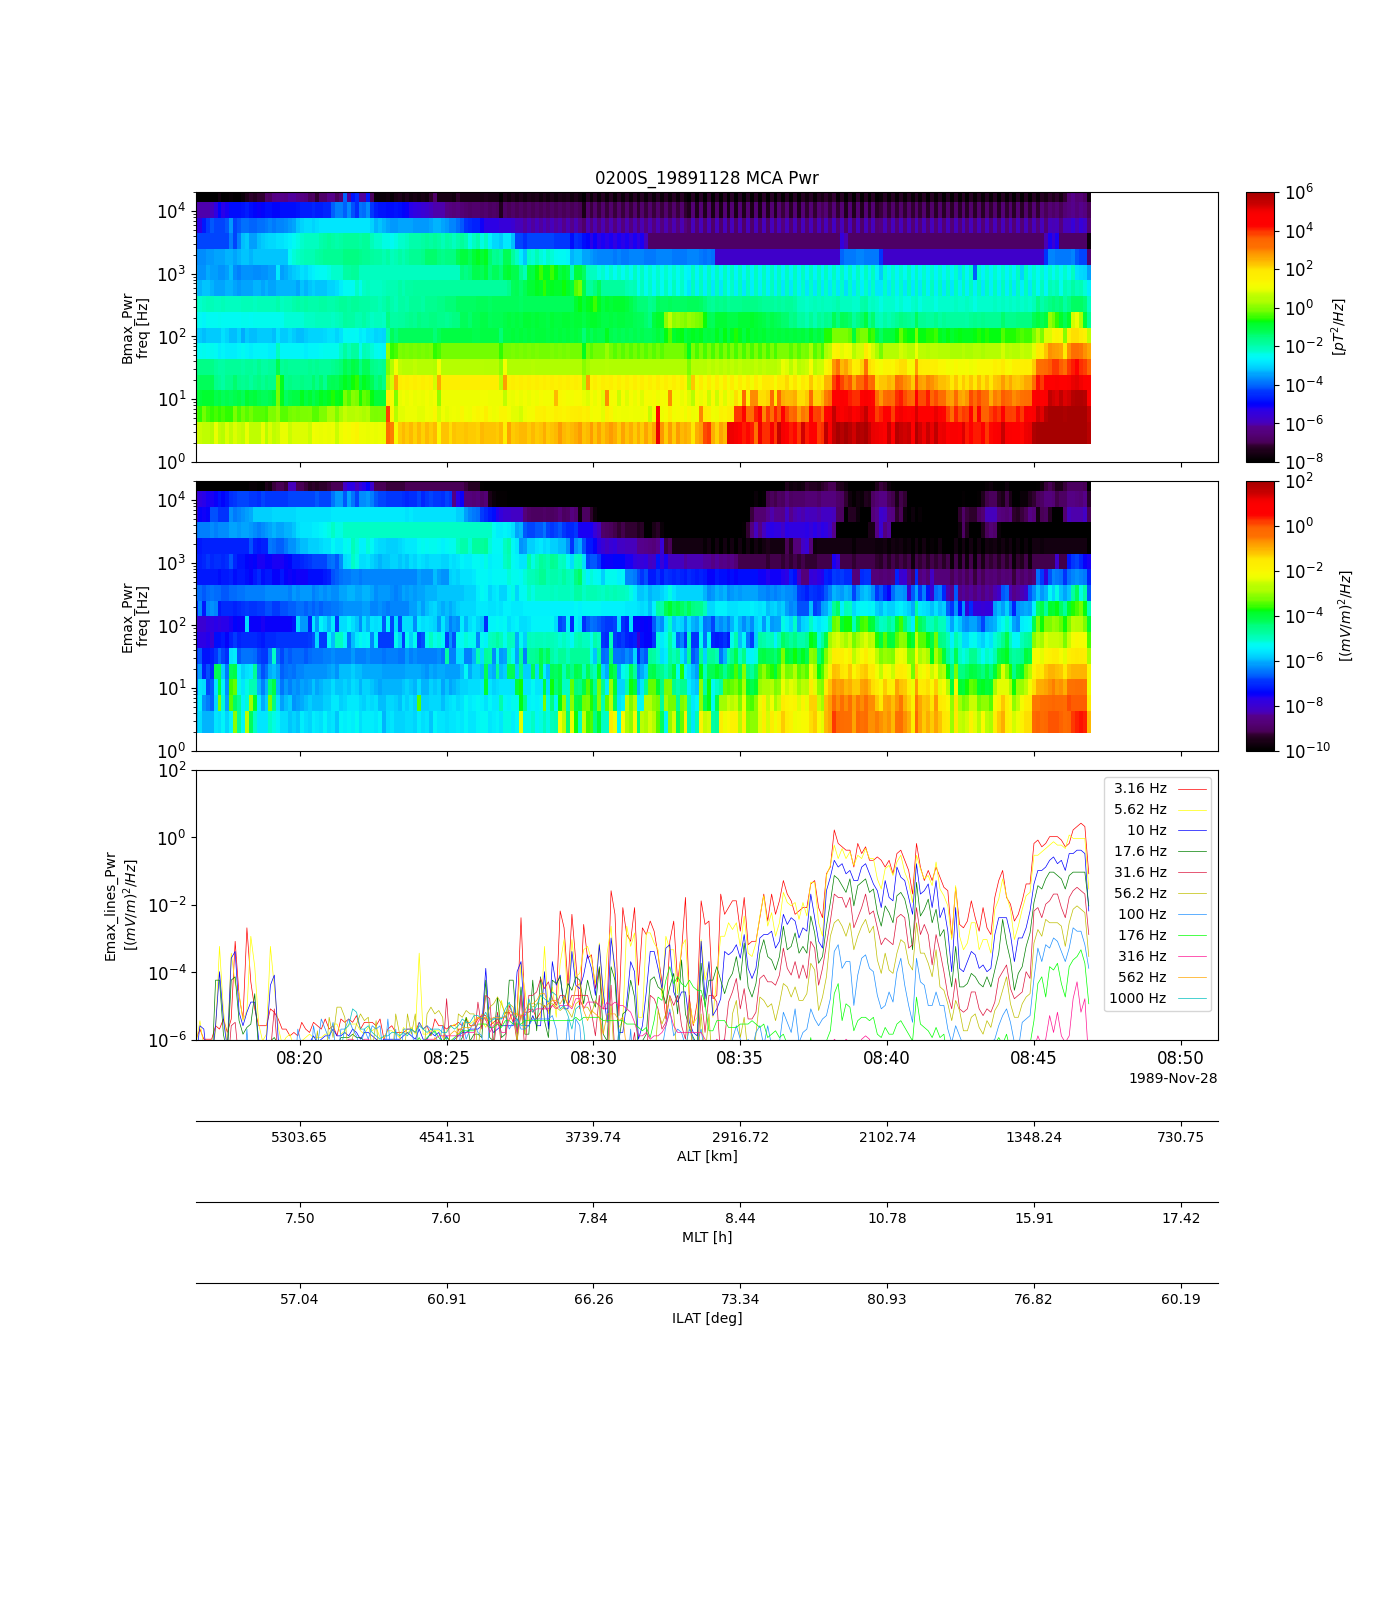 0200S_19891128 MCA Pwr
Bmax_Pwr
freq [Hz]
10^4
10^3
10^2
10^1
10^0
10^6
10^4
10^2
10^0
10^-2
10^-4
10^-6
10^-8
[pT^2/Hz]
Emax_Pwr
freq [Hz]
10^4
10^3
10^2
10^1
10^0
10^2
10^0
10^-2
10^-4
10^-6
10^-8
10^-10
[(mV/m)^2/Hz]
Emax_lines_Pwr
[(mV/m)^2/Hz]
10^2
10^0
10^-2
10^-4
10^-6
3.16 Hz
5.62 Hz
10 Hz
17.6 Hz
31.6 Hz
56.2 Hz
100 Hz
176 Hz
316 Hz
562 Hz
1000 Hz
08:20 08:25 08:30 08:35 08:40 08:45 08:50
1989-Nov-28
5303.65 4541.31 3739.74 2916.72 2102.74 1348.24 730.75
ALT [km]
7.50 7.60 7.84 8.44 10.78 15.91 17.42
MLT [h]
57.04 60.91 66.26 73.34 80.93 76.82 60.19
ILAT [deg]